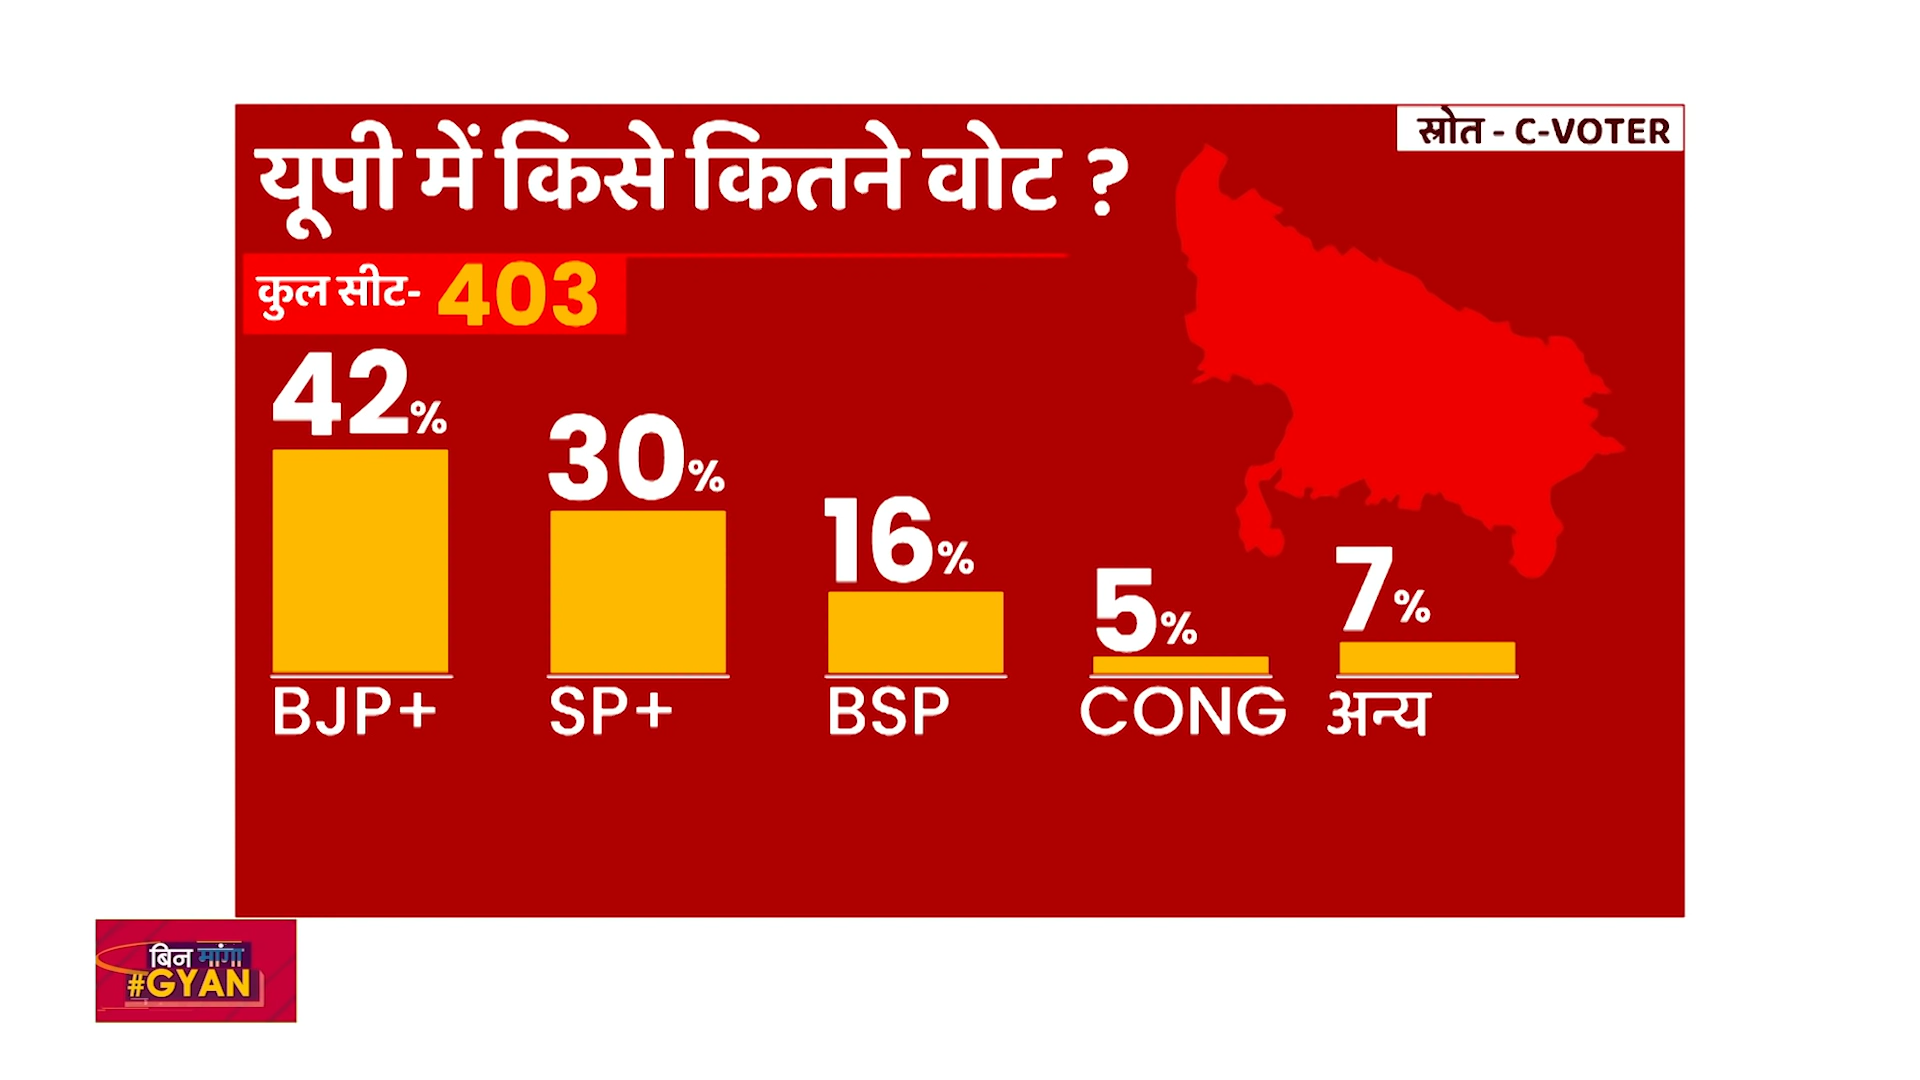 यूपी में किसे कितने वोट ?
स्रोत - C-VOTER
कुल सीट- 403
42%
30%
16%
5%
7%
BJP+
SP+
BSP
CONG
अन्य
बिन मांगा
#GYAN